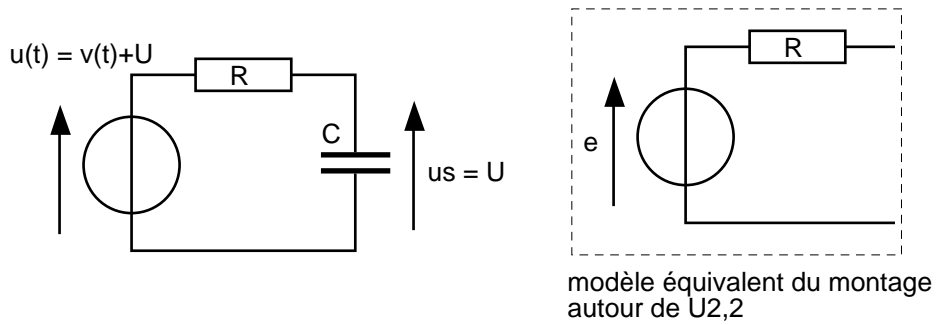 u(t) = v(t)+U
R
C
us = U
R
e
modèle équivalent du montage
autour de U2,2